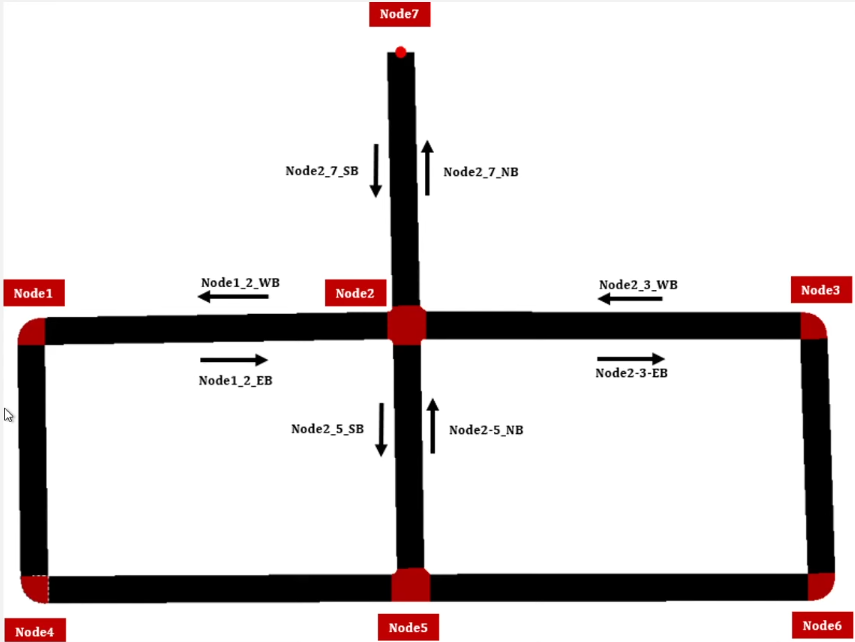 Node7
Node2_7_SB
Node2_7_NB
Node1_2_WB
Node2_3_WB
Node1
Node2
Node3
Node1_2_EB
Node2-3-EB
Node2_5_SB
Node2-5_NB
Node4
Node5
Node6